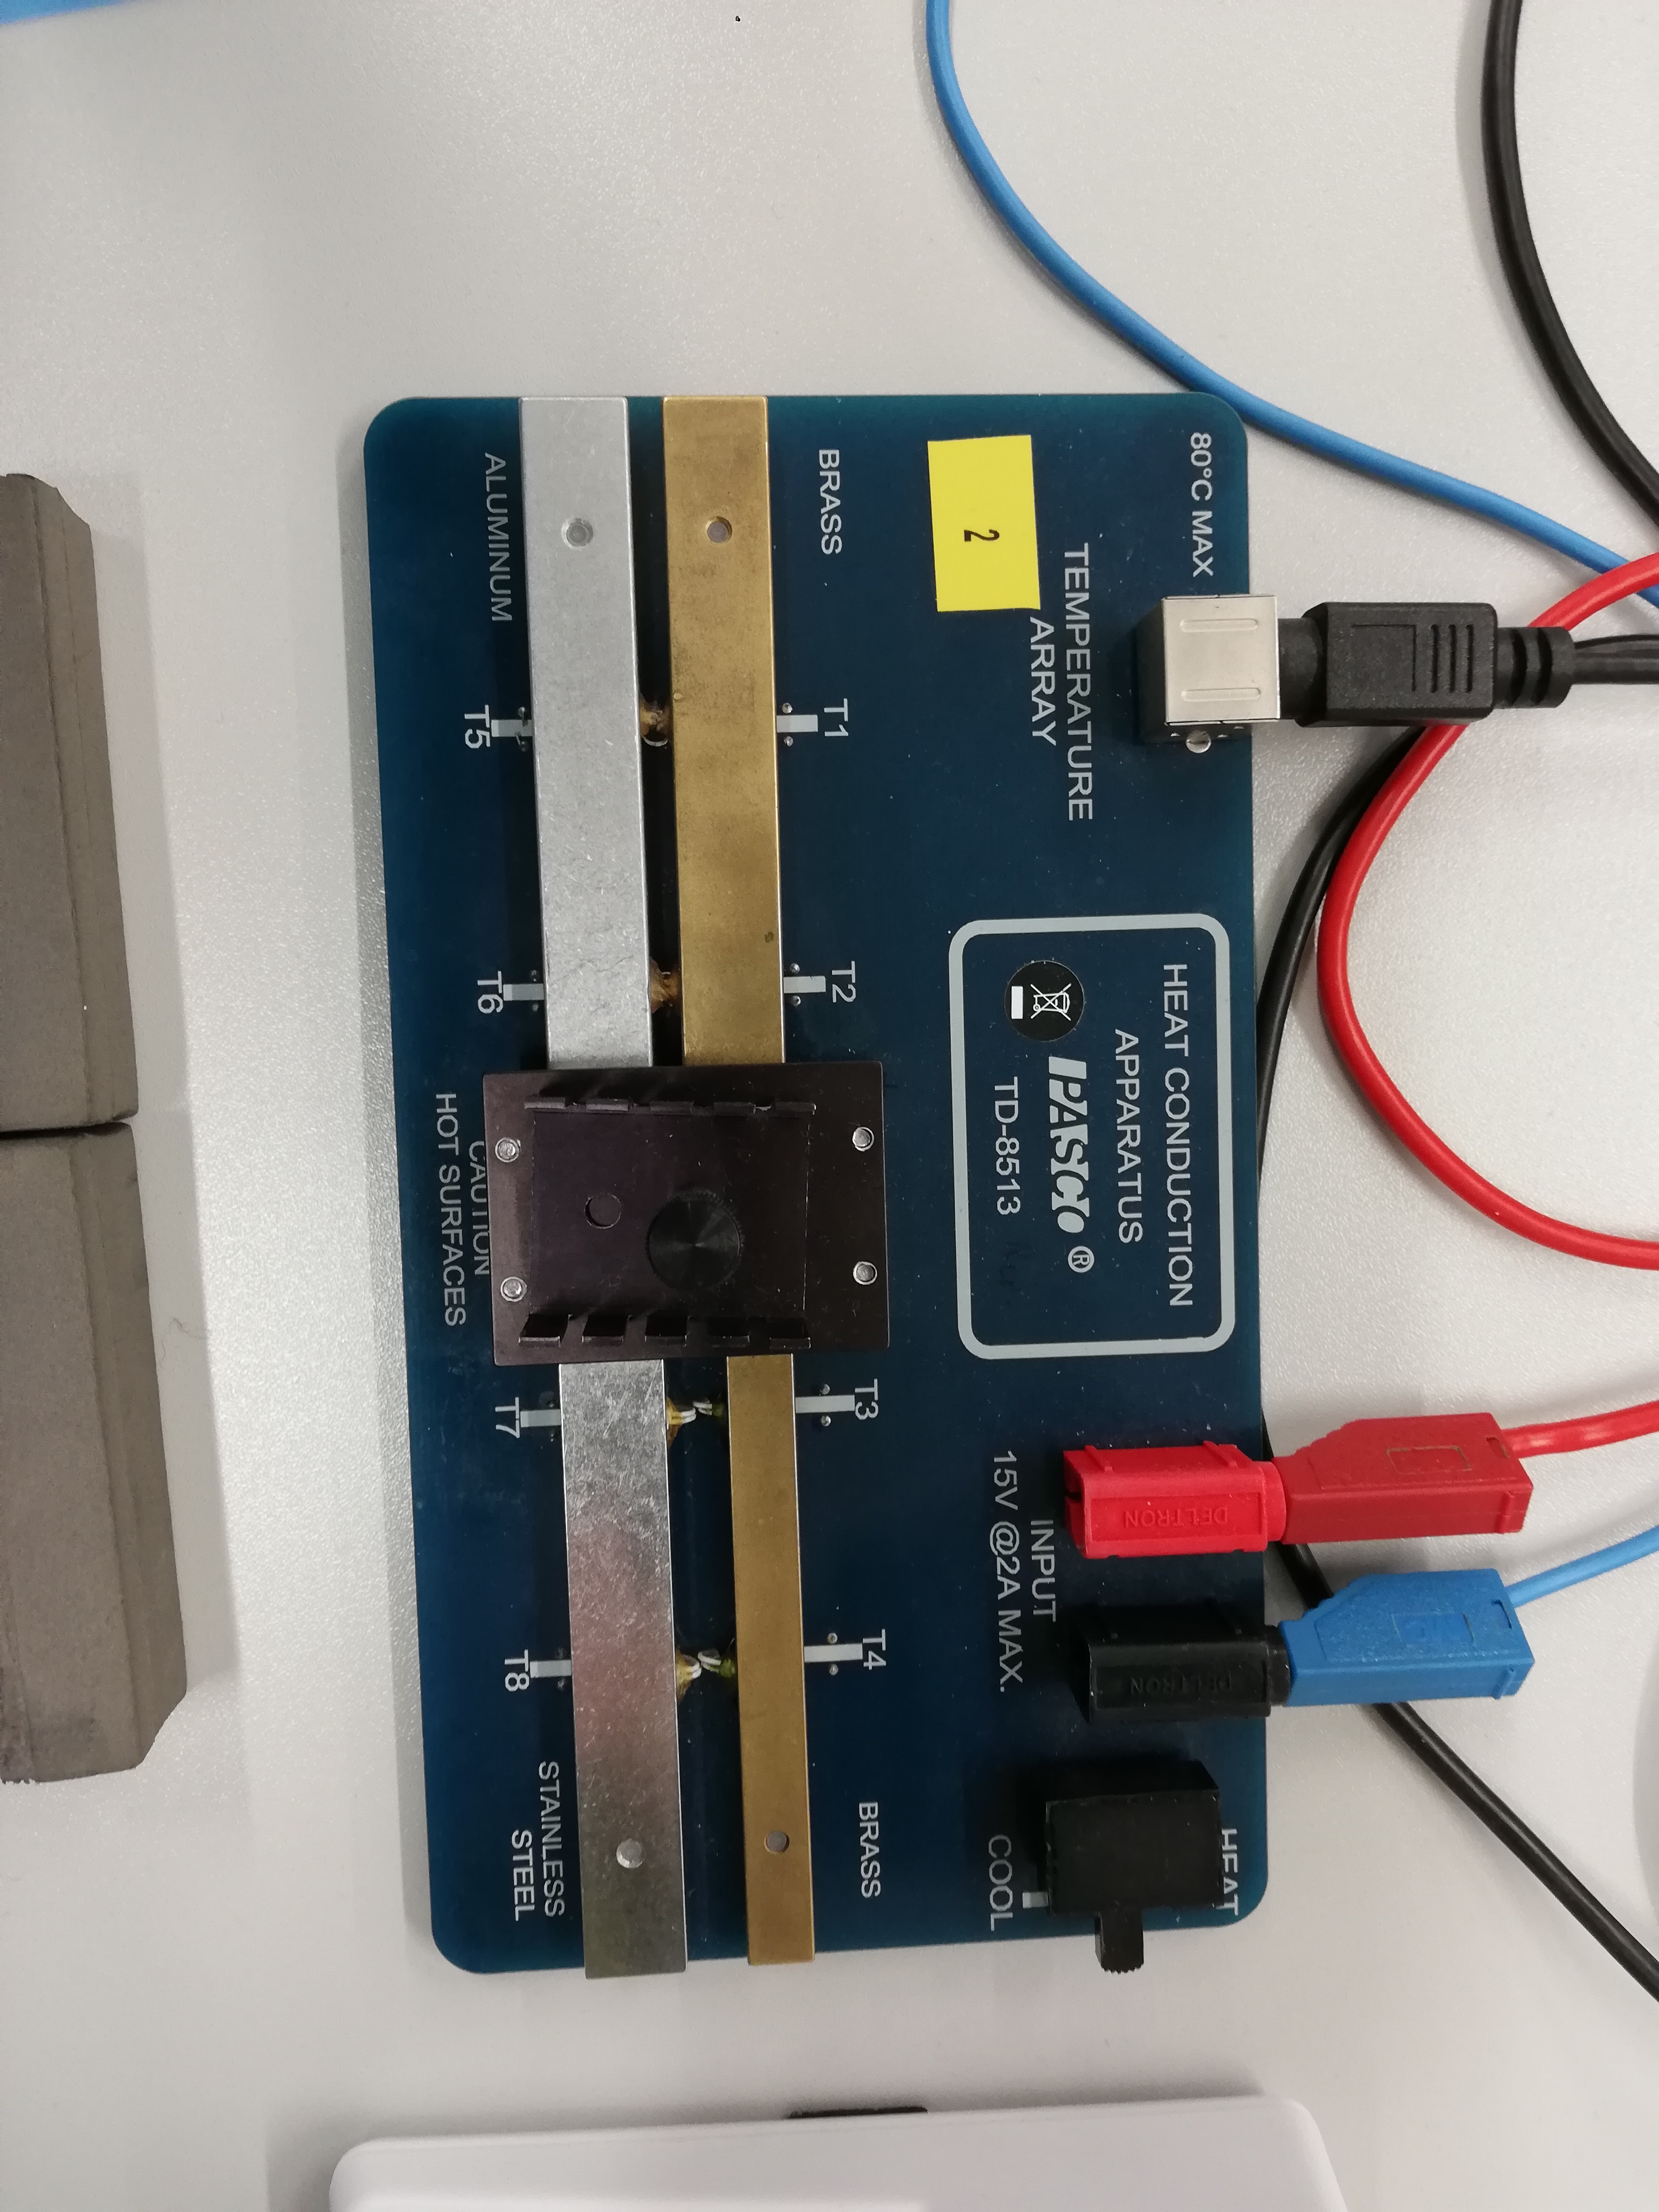 80°C MAX
TEMPERATURE
ARRAY
2
BRASS
ALUMINUM
T1
T5
T2
T6
HEAT CONDUCTION
APPARATUS
PASCO ®
TD-8513
CAUTION
HOT SURFACES
T3
T7
T4
T8
INPUT
15V @2A MAX.
DELTRON
DELTRON
HEAT
COOL
BRASS
STAINLESS
STEEL